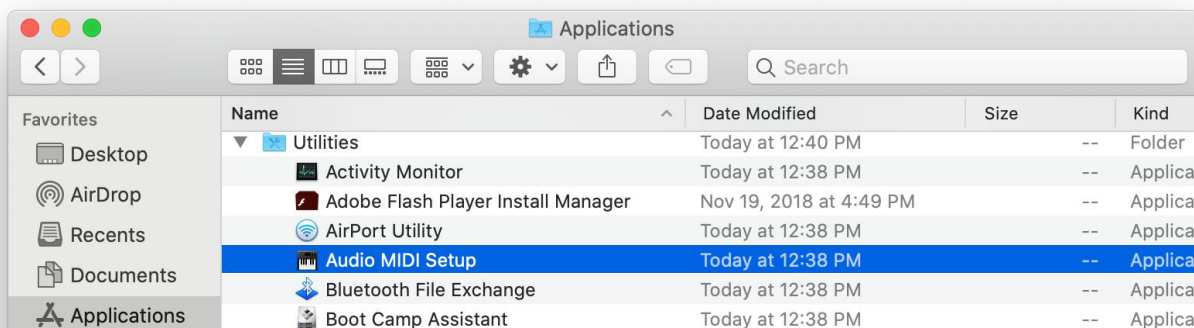 Applications
Search
Favorites
Desktop
AirDrop
Recents
Documents
Applications
Name Date Modified Size Kind
Utilities Today at 12:40 PM -- Folder
Activity Monitor Today at 12:38 PM -- Applica
Adobe Flash Player Install Manager Nov 19, 2018 at 4:49 PM -- Applica
AirPort Utility Today at 12:38 PM -- Applica
Audio MIDI Setup Today at 12:38 PM -- Applica
Bluetooth File Exchange Today at 12:38 PM -- Applica
Boot Camp Assistant Today at 12:38 PM -- Applica